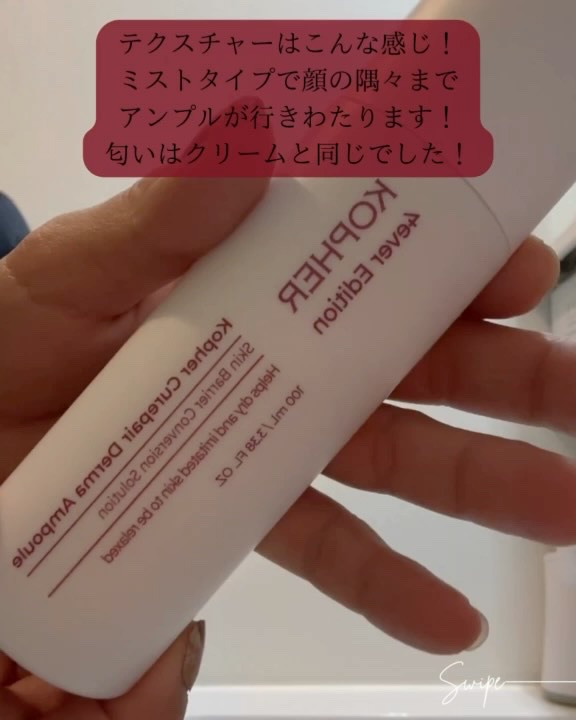 テクスチャーはこんな感じ！
ミストタイプで顔の隅々まで
アンプルが行きわたります！
匂いはクリームと同じでした！
KOPHER
4ever Edition
Kopher Curepair Derma Ampoule
Skin Barrier Conversion Solution
Helps dry and irritated skin to be relaxed
100 mL / 3.38 FL OZ
Swipe